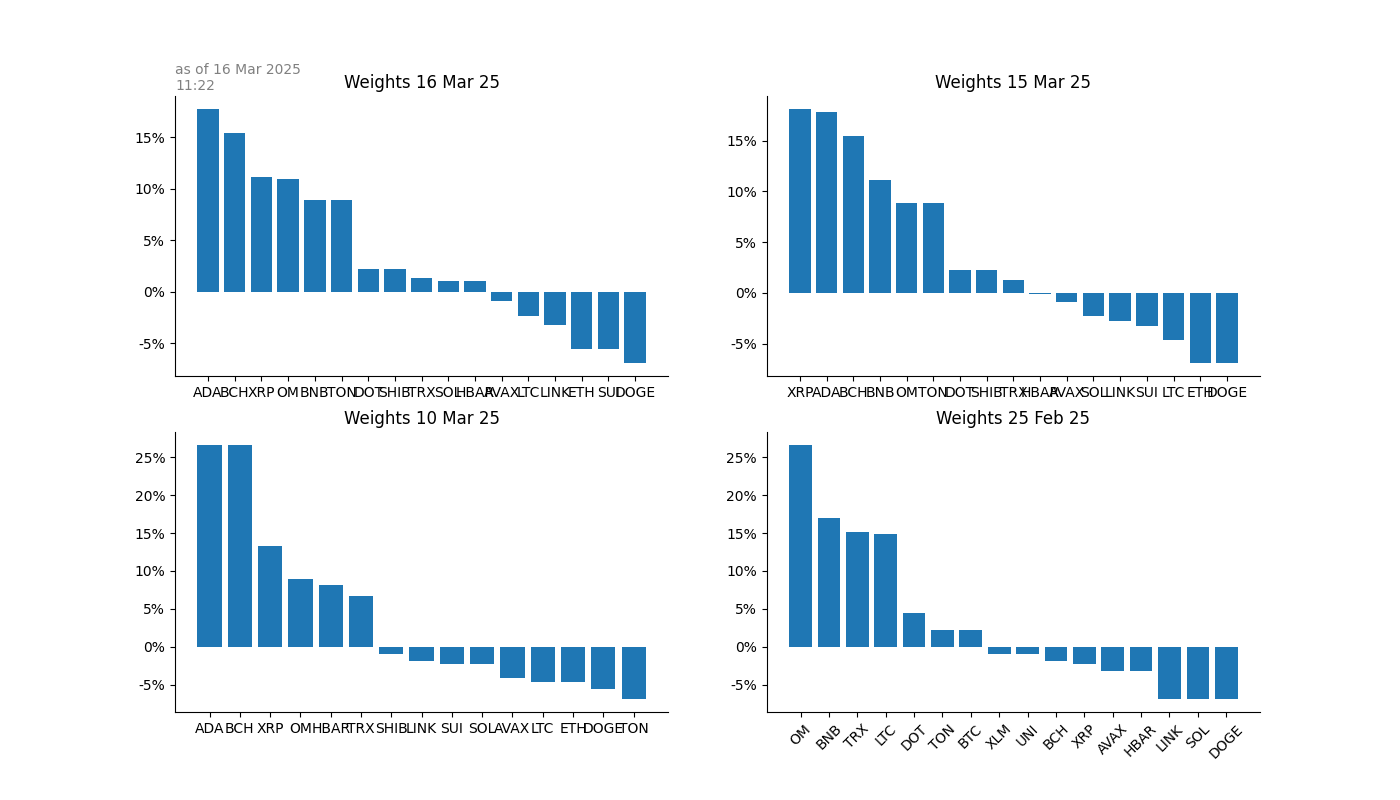 as of 16 Mar 2025
11:22
Weights 16 Mar 25
15%
10%
5%
0%
-5%
ADA BCH XRP OM BNB TON DOT SHIB TRX SOL HBAR AVAX LTC LINK ETH SUI DOGE
Weights 15 Mar 25
15%
10%
5%
0%
-5%
XRP ADA BCH BNB OM TON DOT SHIB TRX HBAR AVAX SOL LINK SUI LTC ETH DOGE
Weights 10 Mar 25
25%
20%
15%
10%
5%
0%
-5%
ADA BCH XRP OM HBAR TRX SHIB LINK SUI SOL AVAX LTC ETH DOGE TON
Weights 25 Feb 25
25%
20%
15%
10%
5%
0%
-5%
OM BNB TRX LTC DOT TON BTC XLM UNI BCH XRP AVAX HBAR LINK SOL DOGE